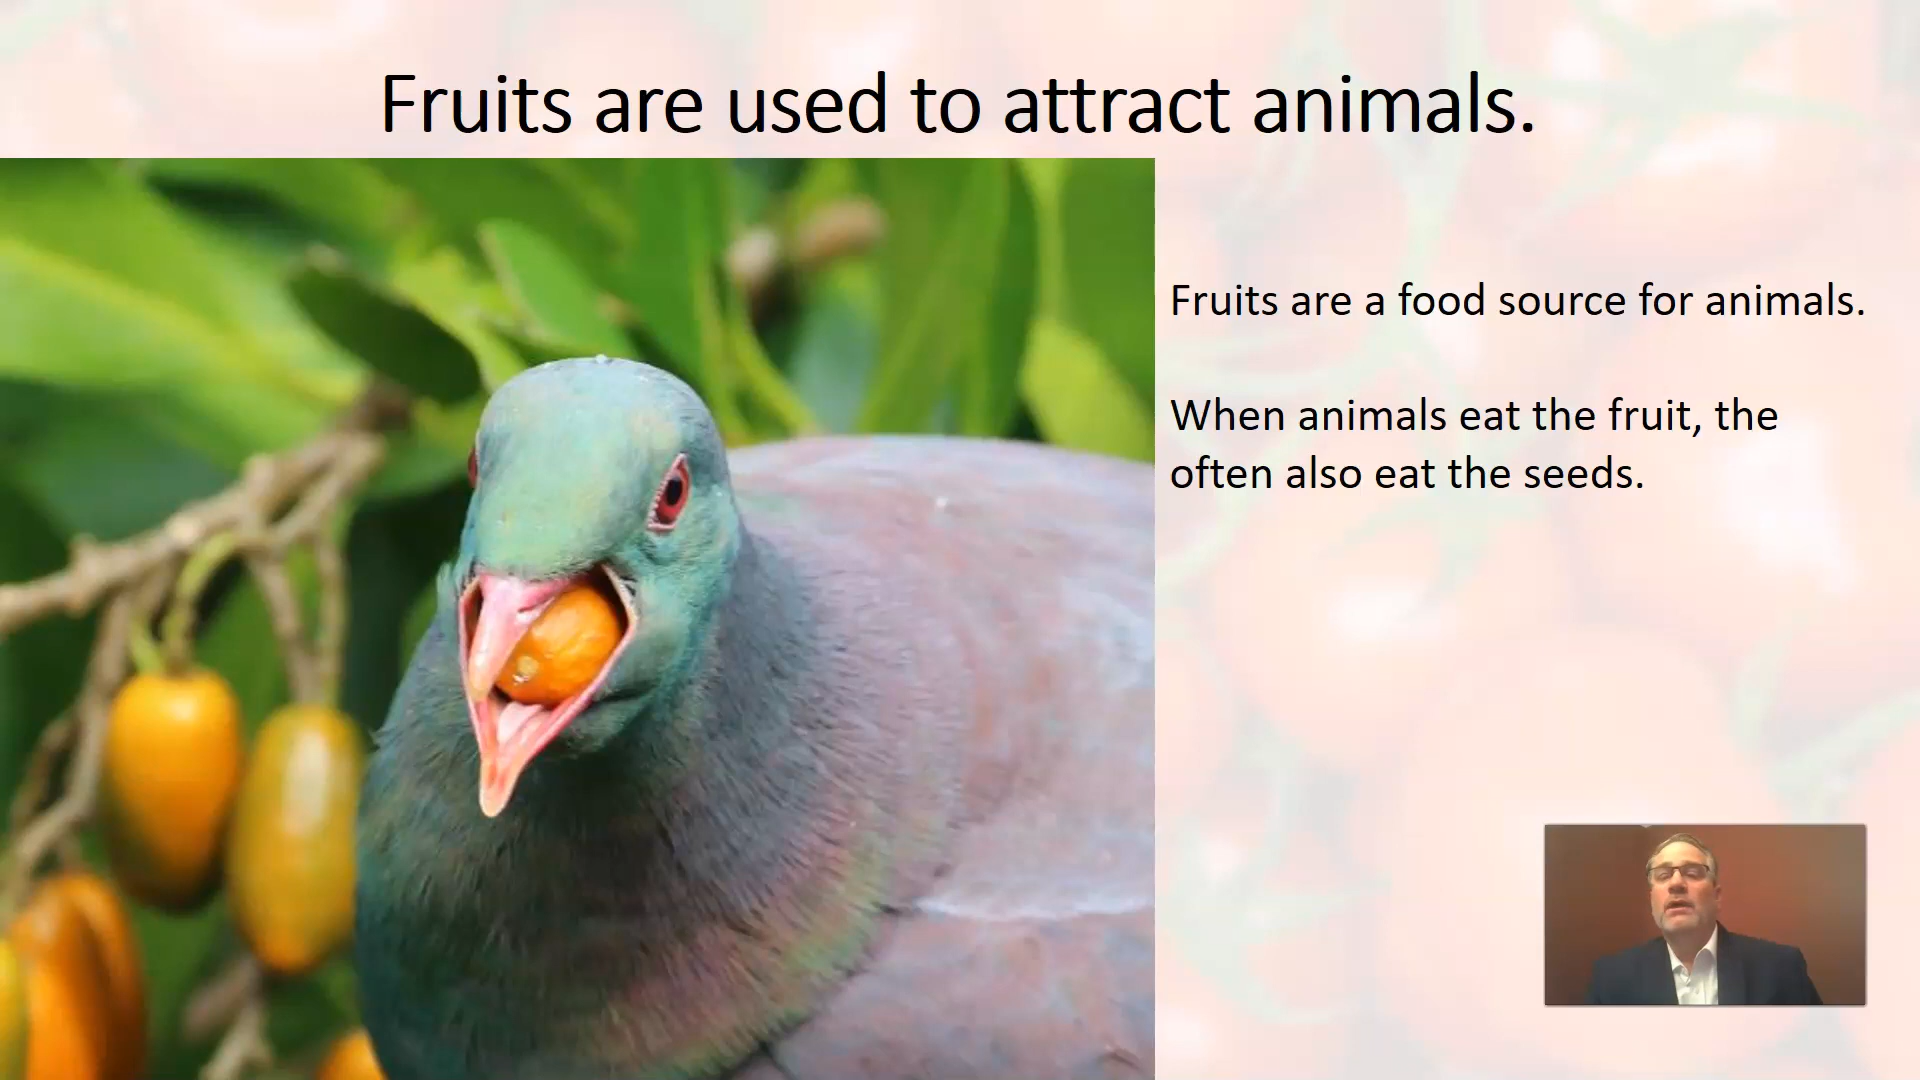 Fruits are used to attract animals.
Fruits are a food source for animals.
When animals eat the fruit, the
often also eat the seeds.